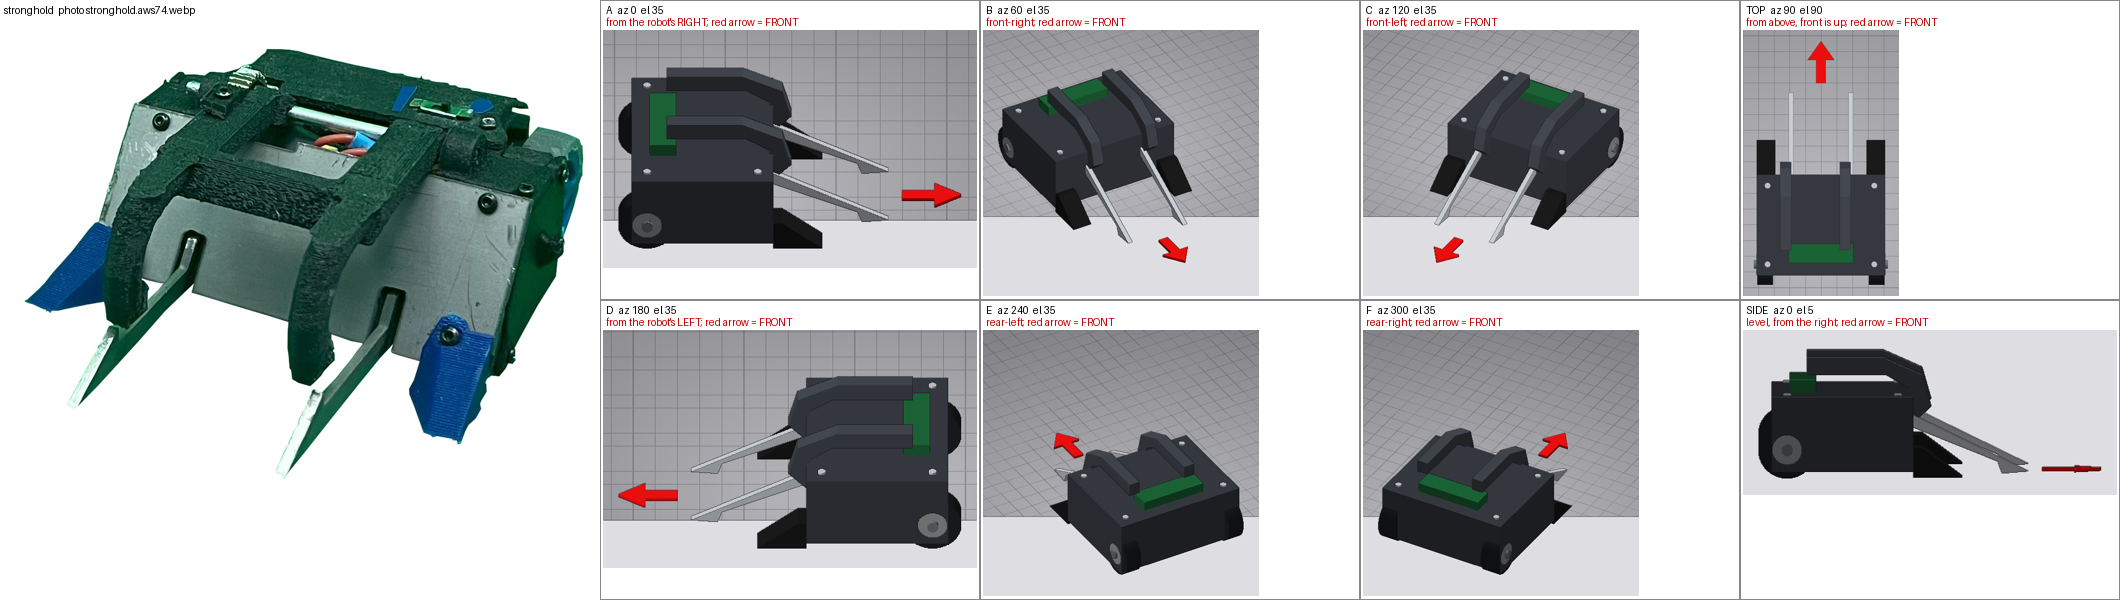 stronghold photostronghold.aws74.webp
A az 0 el 35
from the robot's RIGHT; red arrow = FRONT
B az 60 el 35
front-right; red arrow = FRONT
C az 120 el 35
front-left; red arrow = FRONT
TOP az 90 el 90
from above, front is up; red arrow = FRONT
D az 180 el 35
from the robot's LEFT; red arrow = FRONT
E az 240 el 35
rear-left; red arrow = FRONT
F az 300 el 35
rear-right; red arrow = FRONT
SIDE az 0 el 5
level, from the right; red arrow = FRONT